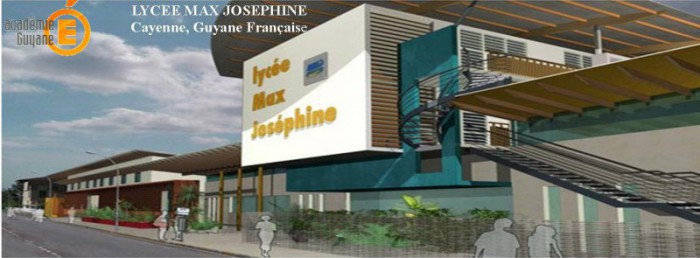 académie
Guyane
LYCEE MAX JOSEPHINE
Cayenne, Guyane Française
lycée
Max
Joséphine